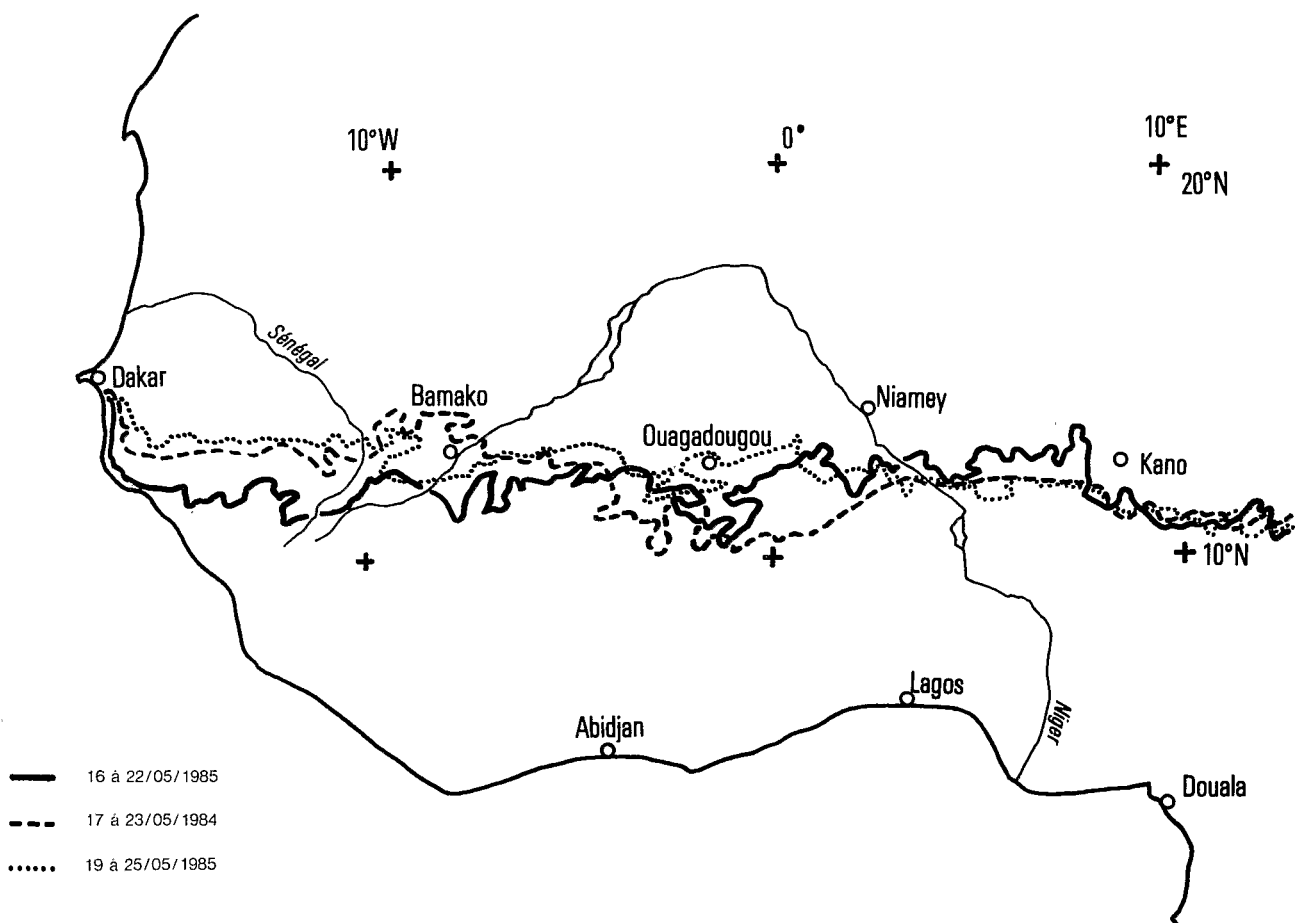 10°W
0°
10°E
20°N
Sénégal
Dakar
Bamako
Niamey
Ouagadougou
Kano
10°N
Lagos
Niger
Abidjan
Douala
16 à 22/05/1985
17 à 23/05/1984
19 à 25/05/1985